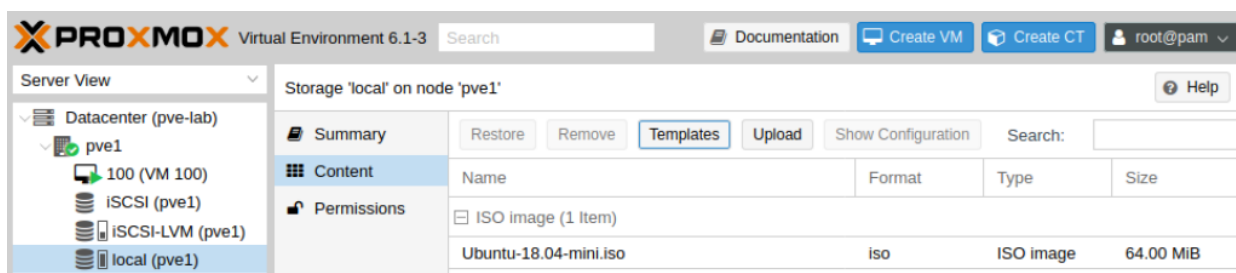 PROXMOX Virtual Environment 6.1-3 Search Documentation Create VM Create CT root@pam
Server View
Storage 'local' on node 'pve1' Help
Datacenter (pve-lab)
pve1
100 (VM 100)
iSCSI (pve1)
iSCSI-LVM (pve1)
local (pve1)
Summary
Content
Permissions
Restore Remove Templates Upload Show Configuration Search:
Name Format Type Size
ISO image (1 Item)
Ubuntu-18.04-mini.iso iso ISO image 64.00 MiB